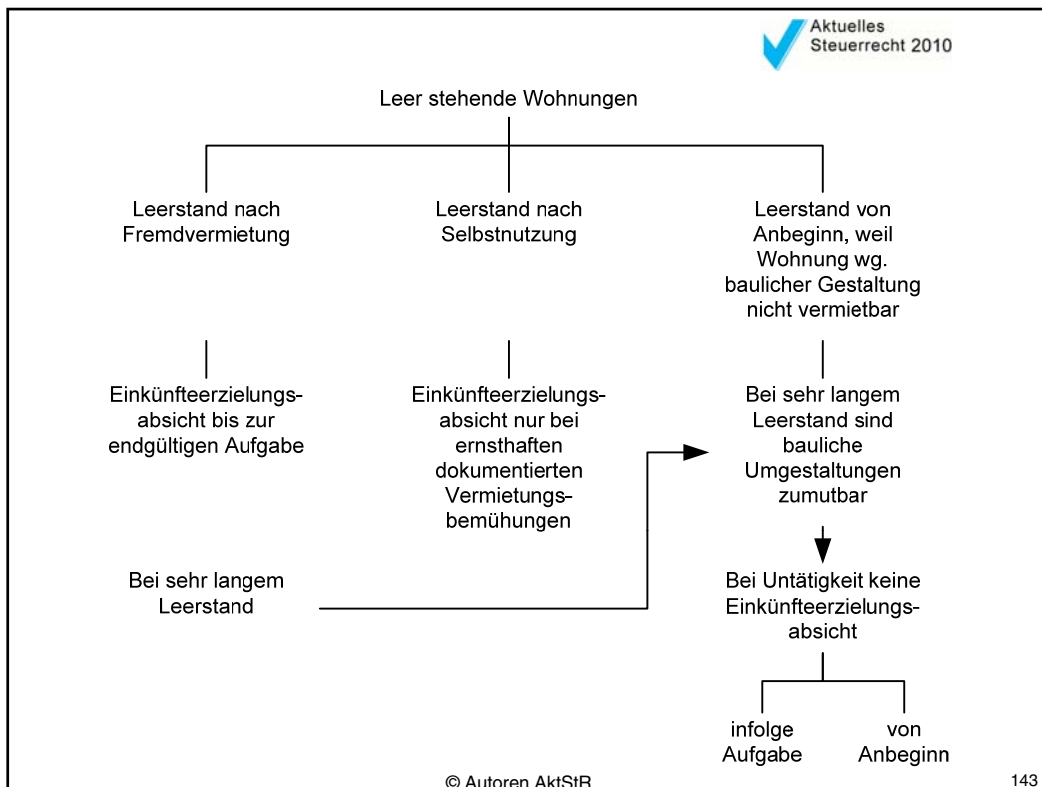 Aktuelles
Steuerrecht 2010
Leer stehende Wohnungen
Leerstand nach
Fremdvermietung
Leerstand nach
Selbstnutzung
Leerstand von
Anbeginn, weil
Wohnung wg.
baulicher Gestaltung
nicht vermietbar
Einkünfteerzielungs-
absicht bis zur
endgültigen Aufgabe
Einkünfteerzielungs-
absicht nur bei
ernsthaften
dokumentierten
Vermietungs-
bemühungen
Bei sehr langem
Leerstand sind
bauliche
Umgestaltungen
zumutbar
Bei sehr langem
Leerstand
Bei Untätigkeit keine
Einkünfteerzielungs-
absicht
infolge
Aufgabe
von
Anbeginn
© Autoren AktStR
143